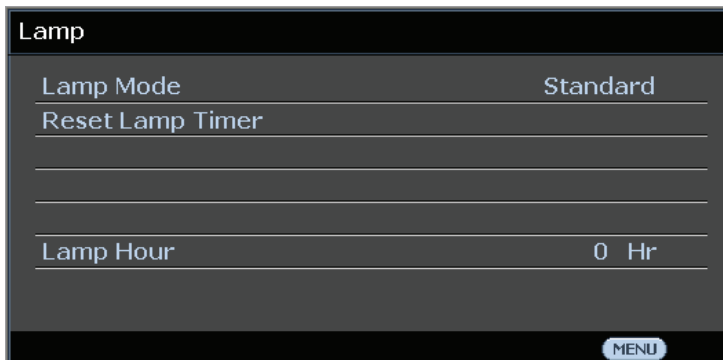 Lamp
Lamp Mode Standard
Reset Lamp Timer
Lamp Hour 0 Hr
MENU